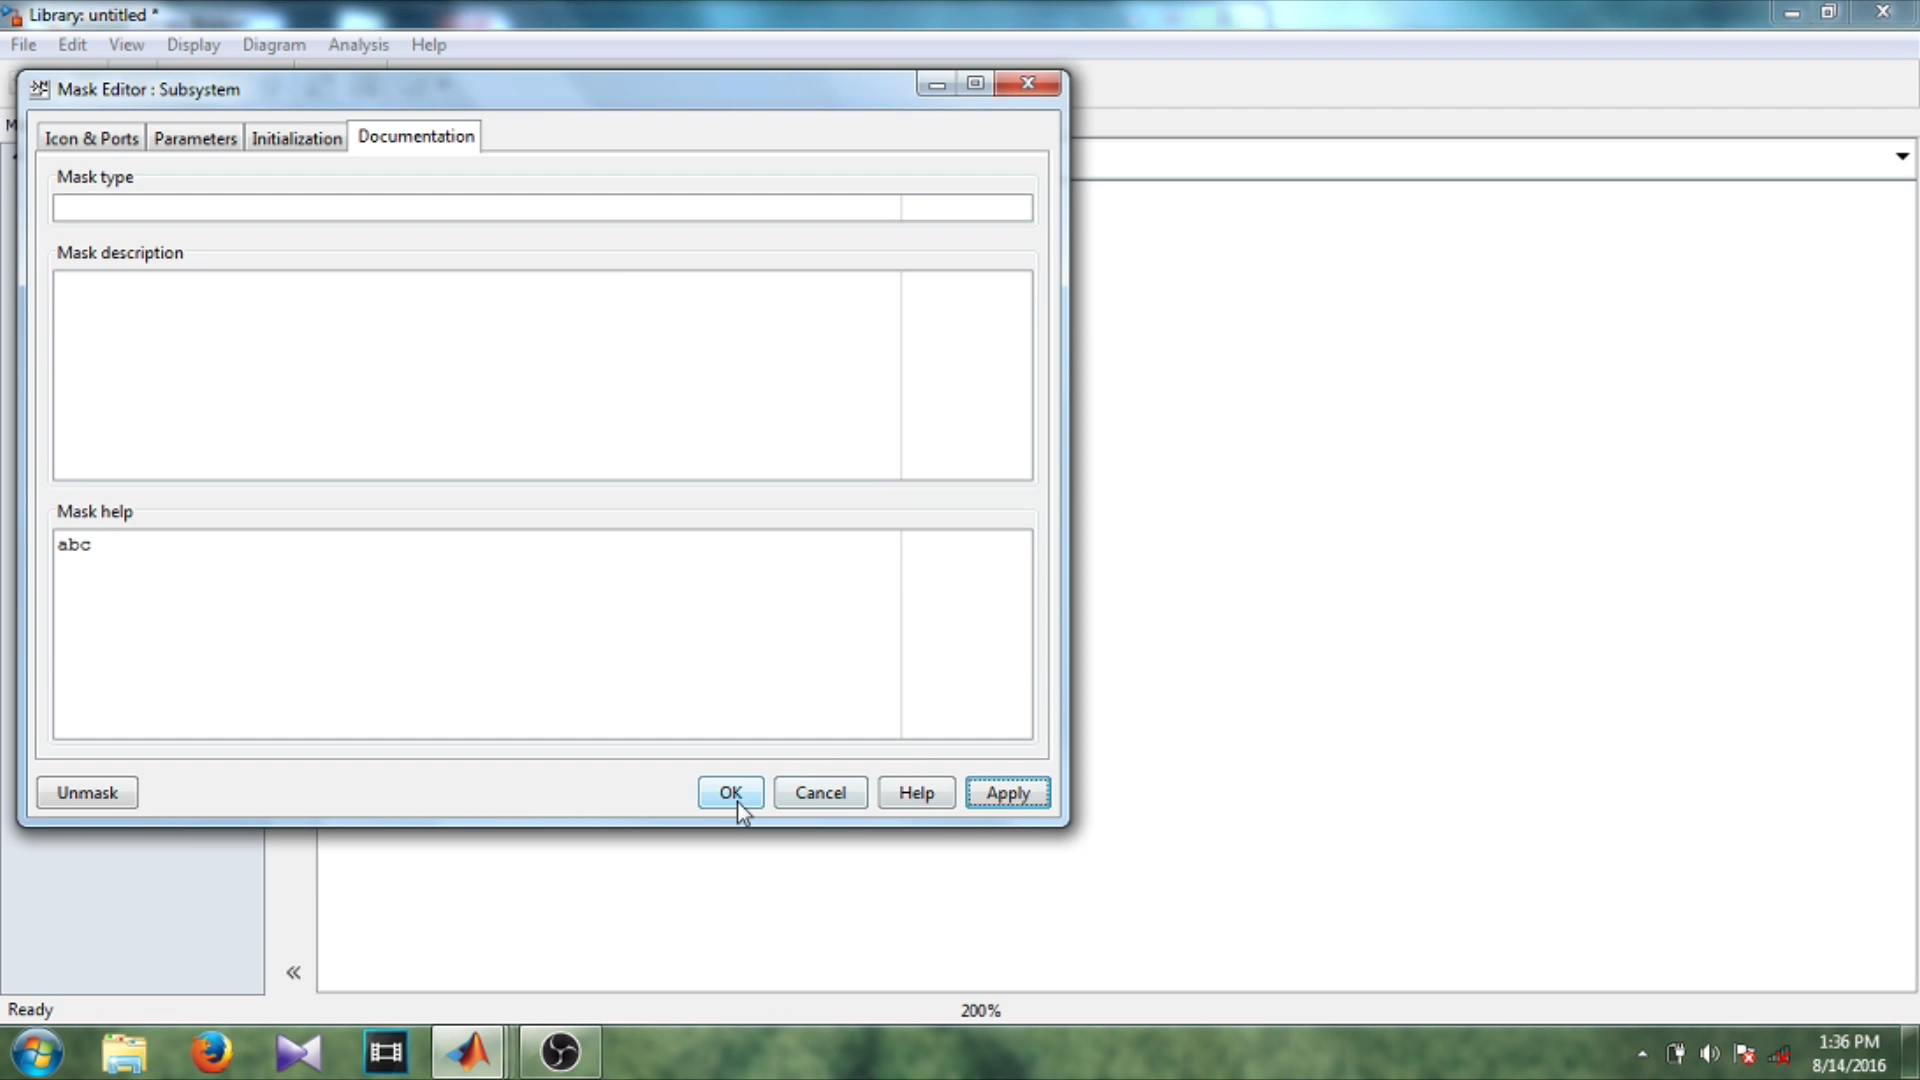 Library: untitled *
File Edit View Display Diagram Analysis Help
Mask Editor : Subsystem
M
Icon & Ports Parameters Initialization Documentation
Mask type
Mask description
Mask help
abc
Unmask OK Cancel Help Apply
«
Ready 200%
1:36 PM
8/14/2016